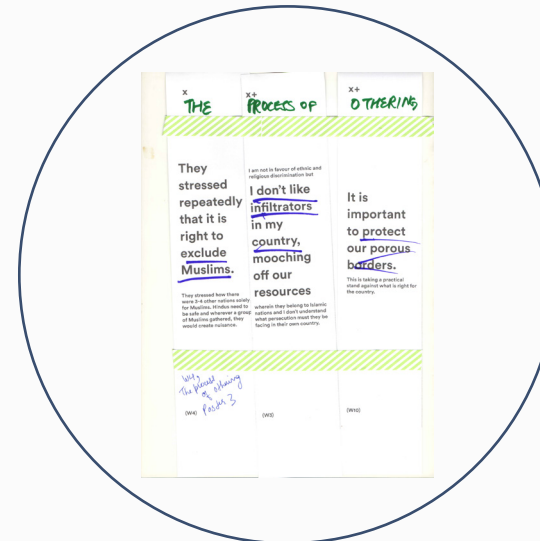 x
THE
x+
PROCESS OF
x+
OTHERING
They
stressed
repeatedly
that it is
right to
exclude
Muslims.
They stressed how there
were 3-4 other nations solely
for Muslims. Hindus need to
be safe and wherever a group
of Muslims gathered, they
would create nuisance.
I am not in favour of ethnic and
religious discrimination but
I don't like
infiltrators
in my
country,
mooching
off our
resources
wherein they belong to Islamic
nations and I don't understand
what persecution must they be
facing in their own country.
It is
important
to protect
our porous
borders.
This is taking a practical
stand against what is right for
the country.
The process
of othering
Poster 3
(W4)
(W10)